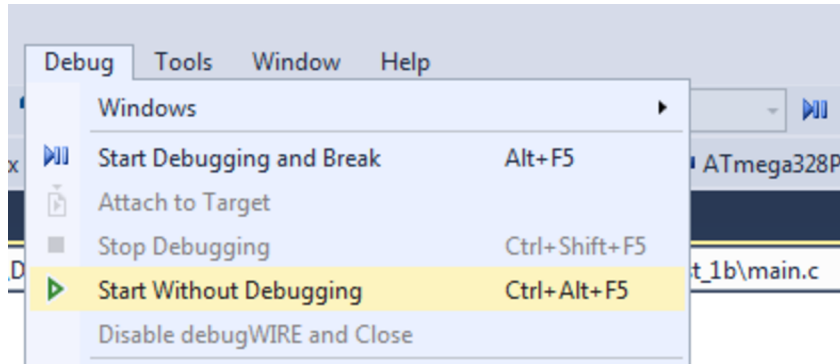 Debug Tools Window Help
Windows
x Start Debugging and Break Alt+F5 ATmega328P
Attach to Target
Stop Debugging Ctrl+Shift+F5
D Start Without Debugging Ctrl+Alt+F5 t_1b\main.c
Disable debugWIRE and Close